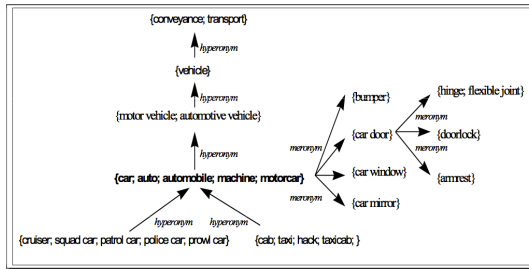 {conveyance; transport}
hyperonym
{vehicle}
hyperonym
{motor vehicle; automotive vehicle}
hyperonym
{car; auto; automobile; machine; motorcar}
hyperonym
hyperonym
{cruiser; squad car; patrol car; police car; prowl car}
{cab; taxi; hack; taxicab; }
meronym
meronym
{bumper}
{car door}
{car window}
{car mirror}
meronym
meronym
{hinge; flexible joint}
{doorlock}
{armrest}